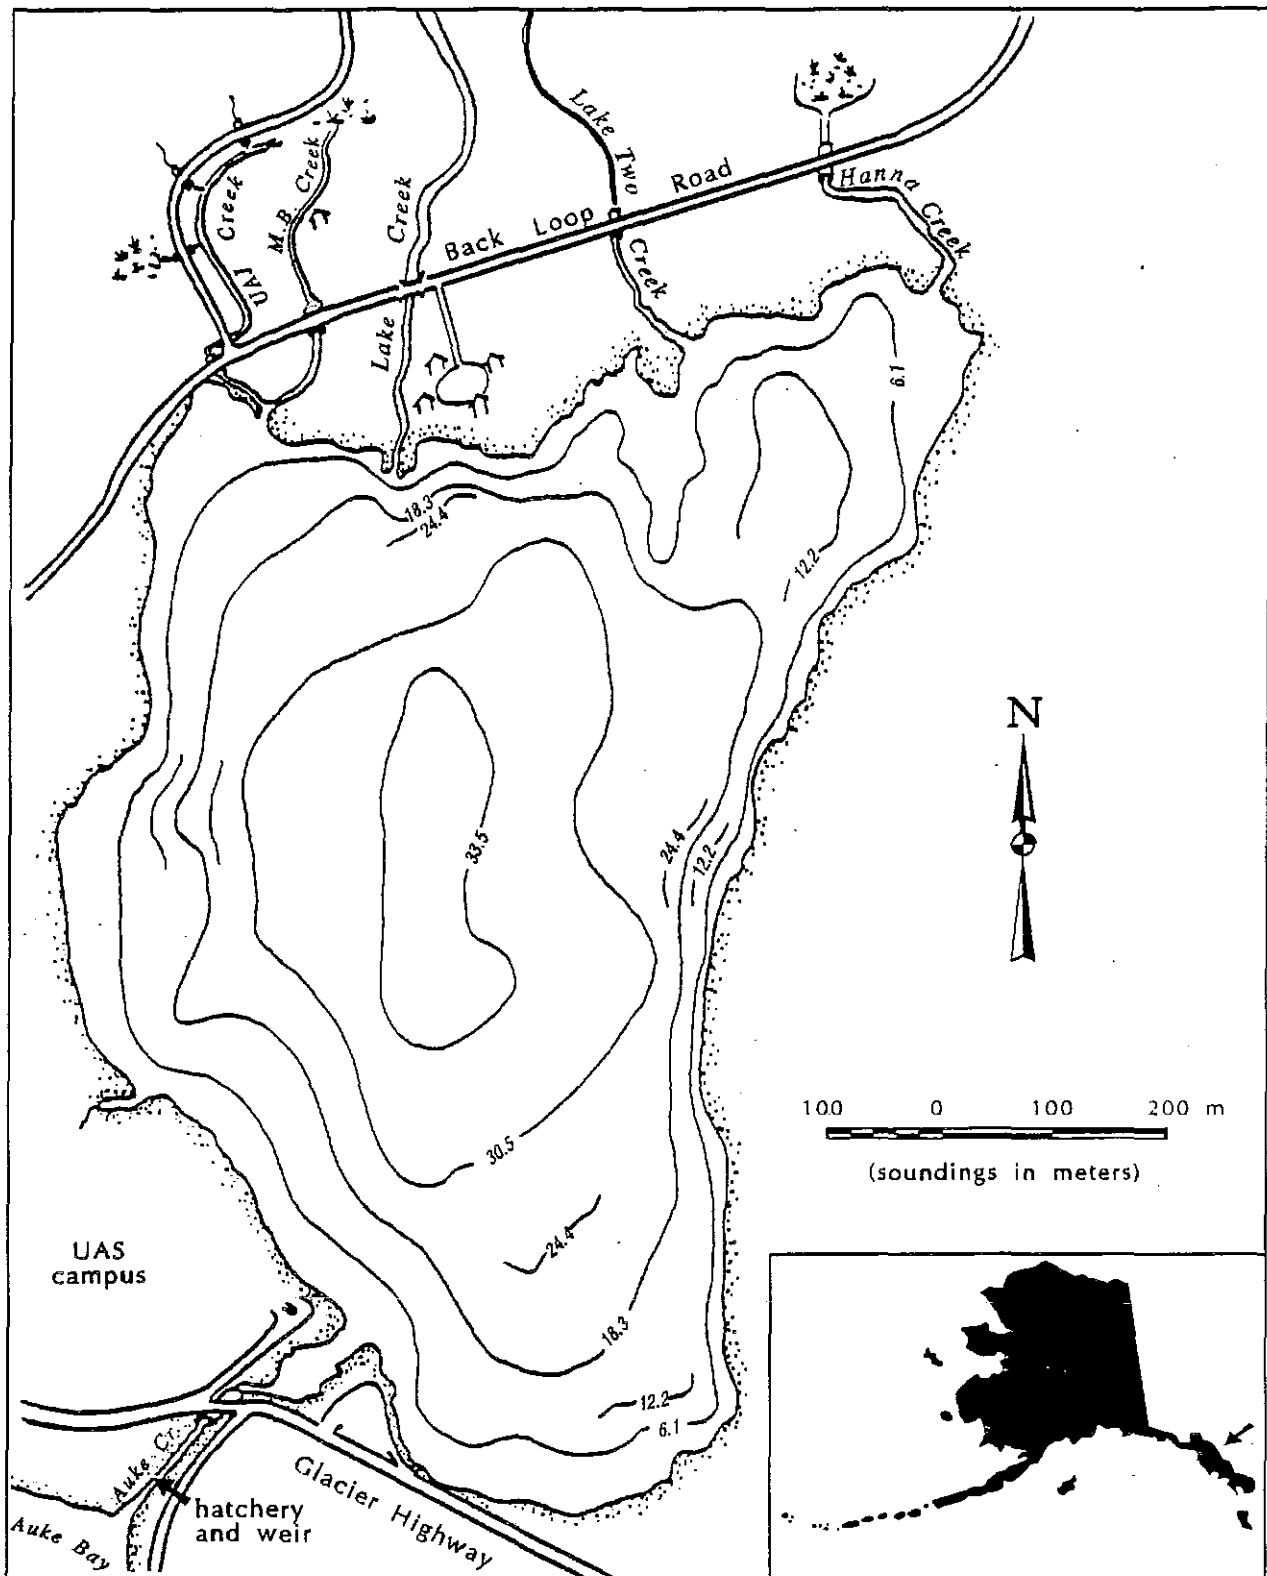 Lake Two
Creek
Back Loop Road
Hanna Creek
UAJ Creek
M.B. Creek
Lake Creek
6.1
18.3
24.4
12.2
N
33.5
24.4
12.2
100 0 100 200 m
(soundings in meters)
30.5
24.4
18.3
12.2
6.1
UAS
campus
Auke Cr.
hatchery
and weir
Auke Bay
Glacier Highway